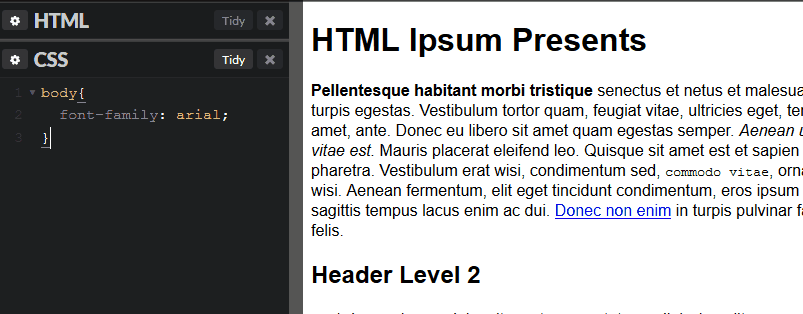 HTML
Tidy
CSS
Tidy
1 body{
2 font-family: arial;
3 }
HTML Ipsum Presents
Pellentesque habitant morbi tristique senectus et netus et malesua
turpis egestas. Vestibulum tortor quam, feugiat vitae, ultricies eget,
amet, ante. Donec eu libero sit amet quam egestas semper. Aenean
vitae est. Mauris placerat eleifend leo. Quisque sit amet est et sapien
pharetra. Vestibulum erat wisi, condimentum sed, commodo vitae,
wisi. Aenean fermentum, elit eget tincidunt condimentum, eros ipsum
sagittis tempus lacus enim ac dui. Donec non enim in turpis pulvinar
felis.
Header Level 2